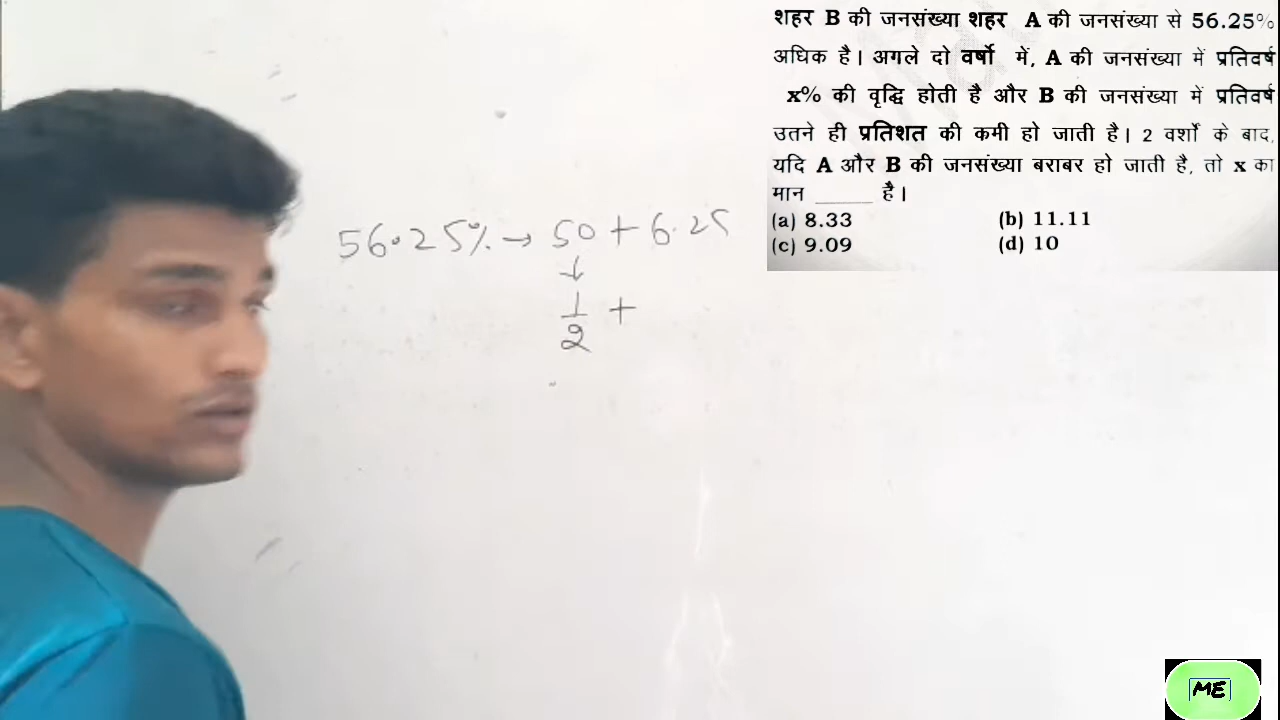 शहर B की जनसंख्या शहर A की जनसंख्या से 56.25%
अधिक है। अगले दो वर्षो में, A की जनसंख्या में प्रतिवर्ष
x% की वृद्धि होती है और B की जनसंख्या में प्रतिवर्ष
उतने ही प्रतिशत की कमी हो जाती है। 2 वर्शों के बाद,
यदि A और B की जनसंख्या बराबर हो जाती है, तो x का
मान _____ है।
(a) 8.33 (b) 11.11
(c) 9.09 (d) 10
56.25% → 50 + 6.25
↓
1/2 +
ME